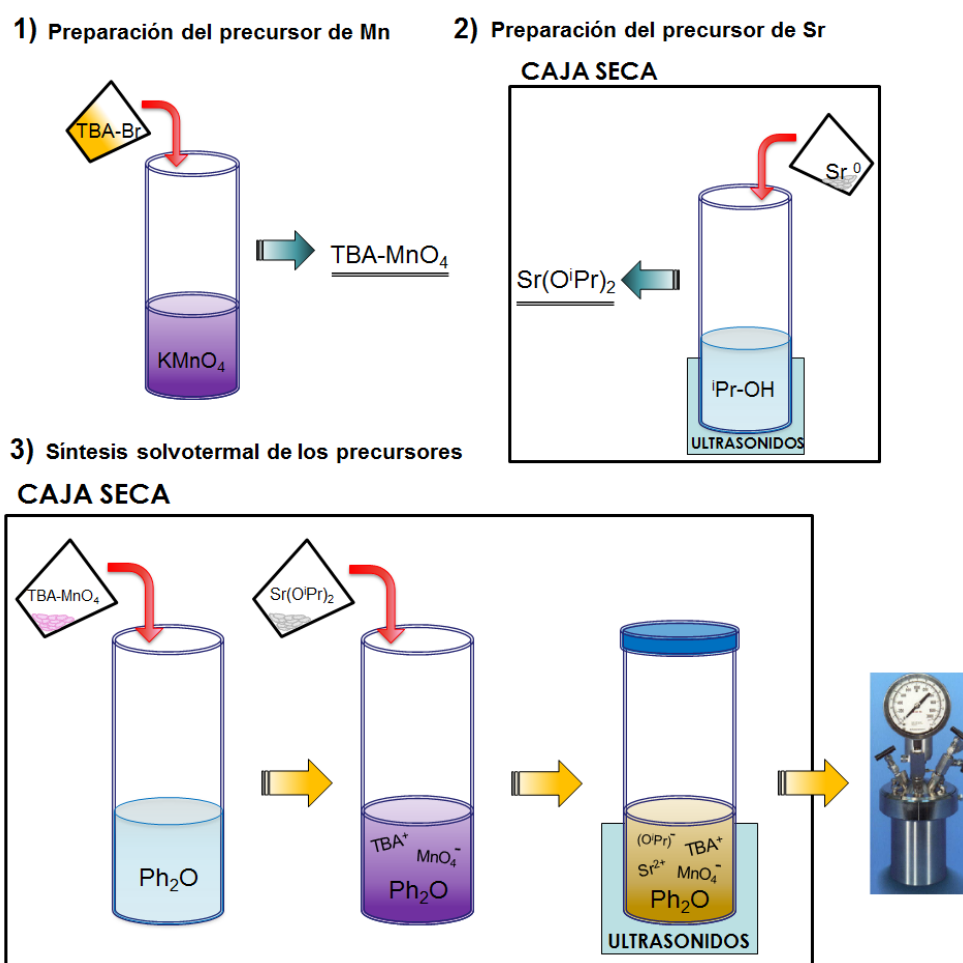 1) Preparación del precursor de Mn
TBA-Br
KMnO₄
TBA-MnO₄
2) Preparación del precursor de Sr
CAJA SECA
Sr⁰
Sr(OⁱPr)₂
ⁱPr-OH
ULTRASONIDOS
3) Síntesis solvotermal de los precursores
CAJA SECA
TBA-MnO₄
Ph₂O
Sr(OⁱPr)₂
TBA⁺
MnO₄⁻
Ph₂O
(OⁱPr)⁻
TBA⁺
Sr²⁺
MnO₄⁻
Ph₂O
ULTRASONIDOS